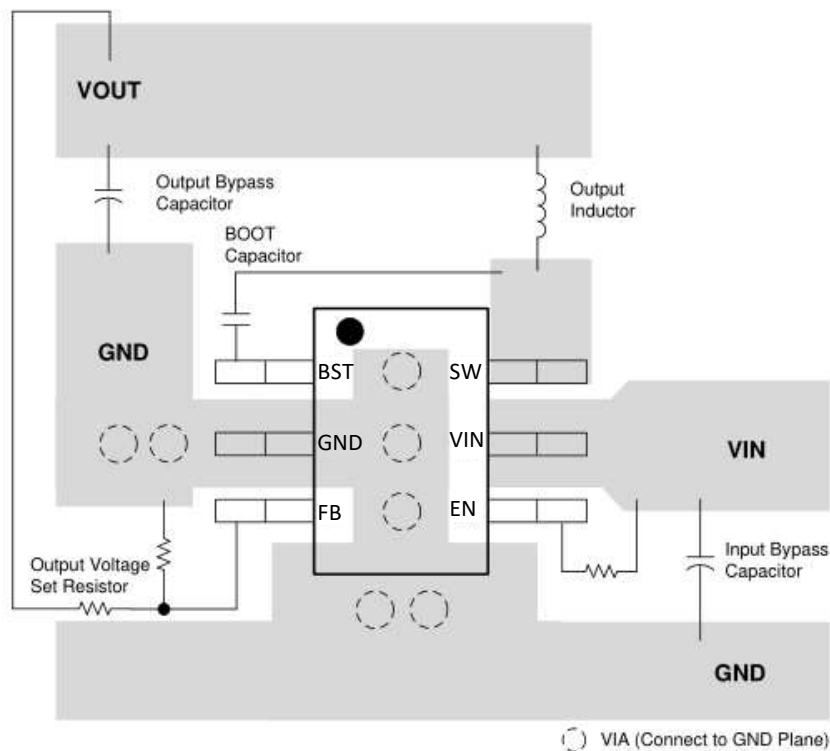 VOUT
Output Bypass
Capacitor
Output
Inductor
BOOT
Capacitor
GND
BST
SW
GND
VIN
VIN
FB
EN
Output Voltage
Set Resistor
Input Bypass
Capacitor
GND
VIA (Connect to GND Plane)